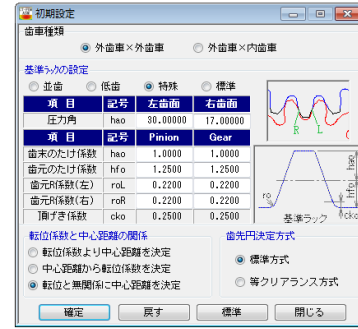 初期設定
歯車種類
外歯車×外歯車 外歯車×内歯車
基準ラックの設定
並歯 低歯 特殊 標準
項 目 記号 左歯面 右歯面
圧力角 hao 30.00000 17.00000
項 目 記号 Pinion Gear
歯末のたけ係数 hao 1.0000 1.0000
歯元のたけ係数 hfo 1.2500 1.2500
歯元R係数(左) roL 0.2200 0.2200
歯元R係数(右) roR 0.2200 0.2200
頂げき係数 cko 0.2500 0.2500
R L
hao
hfo
ro
cko
基準ラック
転位係数と中心距離の関係
転位係数より中心距離を決定
中心距離から転位係数を決定
転位と無関係に中心距離を決定
歯先円決定方式
標準方式
等クリアランス方式
確定 戻す 標準 閉じる